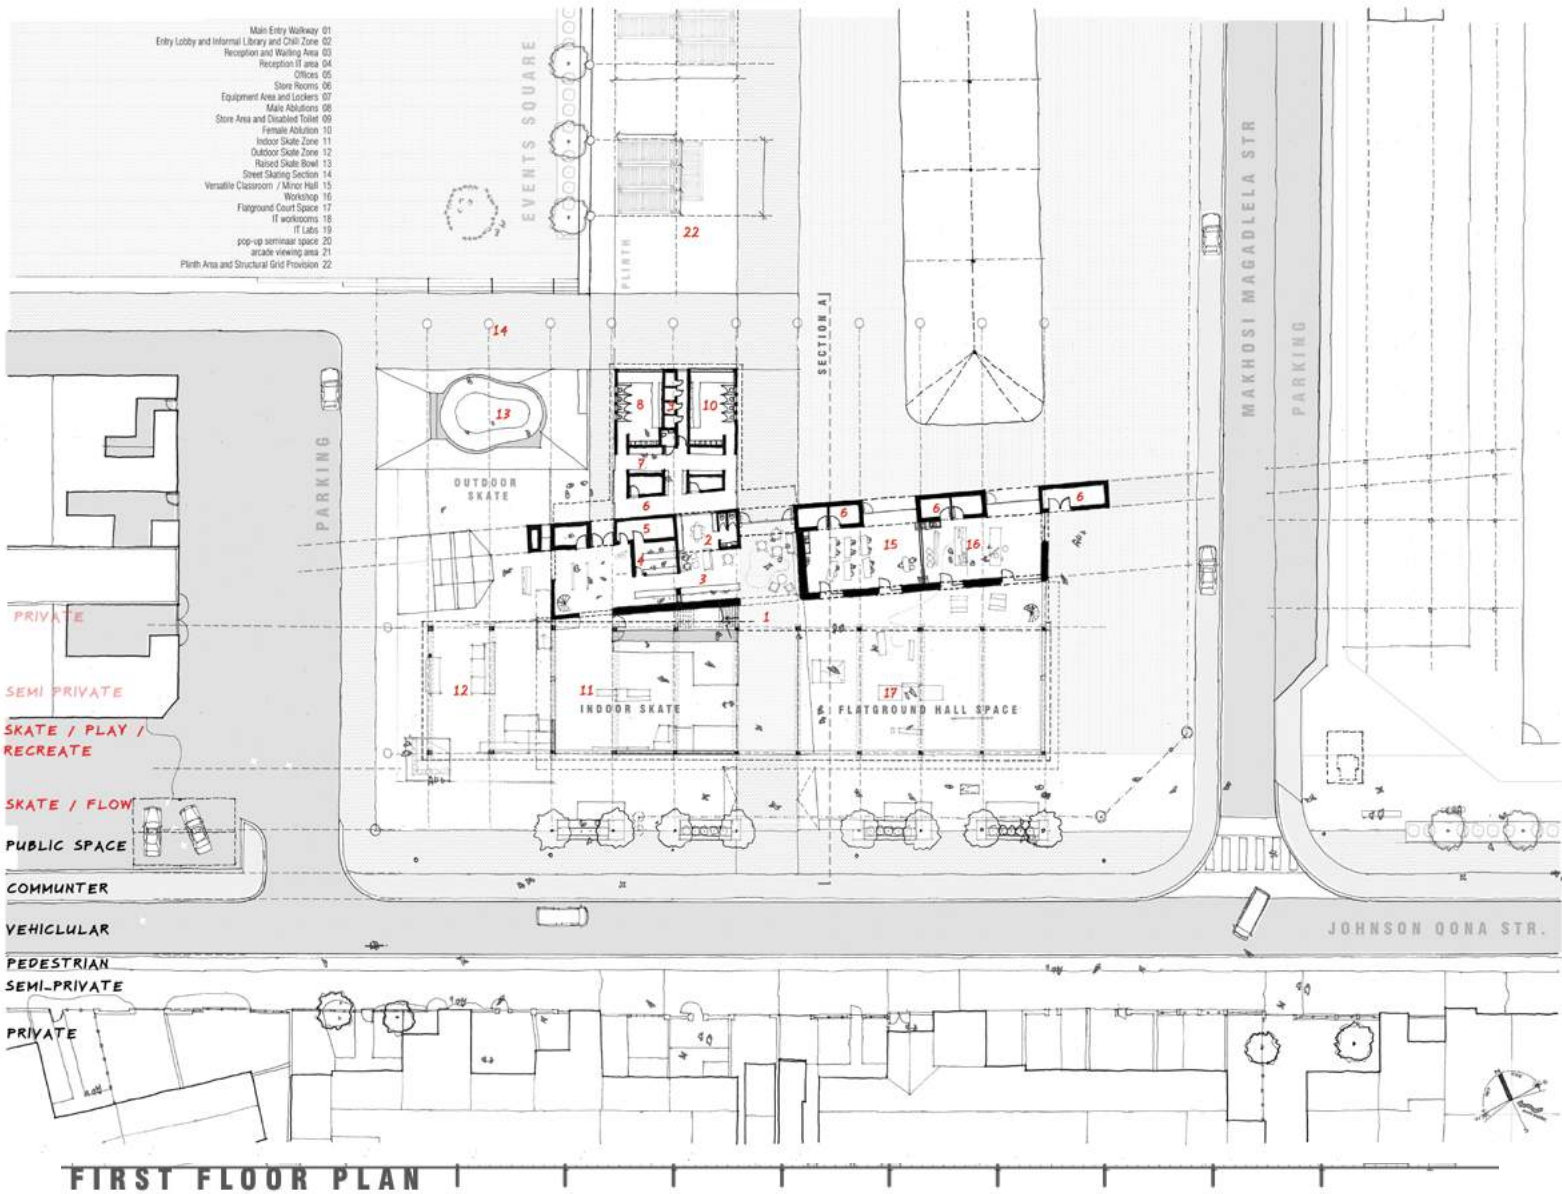 Main Entry Walkway 01
Entry Lobby and Informal Library and Chill Zone 02
Reception and Waiting Area 03
Reception IT area 04
Offices 05
Store Rooms 06
Equipment Area and Lockers 07
Male Ablutions 08
Store Area and Disabled Toilet 09
Female Ablution 10
Indoor Skate Zone 11
Outdoor Skate Zone 12
Raised Skate Bowl 13
Street Skating Section 14
Versatile Classroom / Minor Hall 15
Workshop 16
Flatground Court Space 17
IT workrooms 18
IT Labs 19
pop-up seminaar space 20
arcade viewing area 21
Plinth Area and Structural Grid Provision 22
EVENTS SQUARE
PLINTH
22
SECTION A
MAKHOSI MAGADLELA STR
PARKING
14
13
8
10
PARKING
7
OUTDOOR
SKATE
6
6
6
6
5
2
4
3
15
16
1
PRIVATE
SEMI PRIVATE
12
11
17
INDOOR SKATE
FLATGROUND HALL SPACE
SKATE / PLAY /
RECREATE
SKATE / FLOW
PUBLIC SPACE
COMMUNTER
VEHICLULAR
JOHNSON QONA STR.
PEDESTRIAN
SEMI-PRIVATE
PRIVATE
FIRST FLOOR PLAN